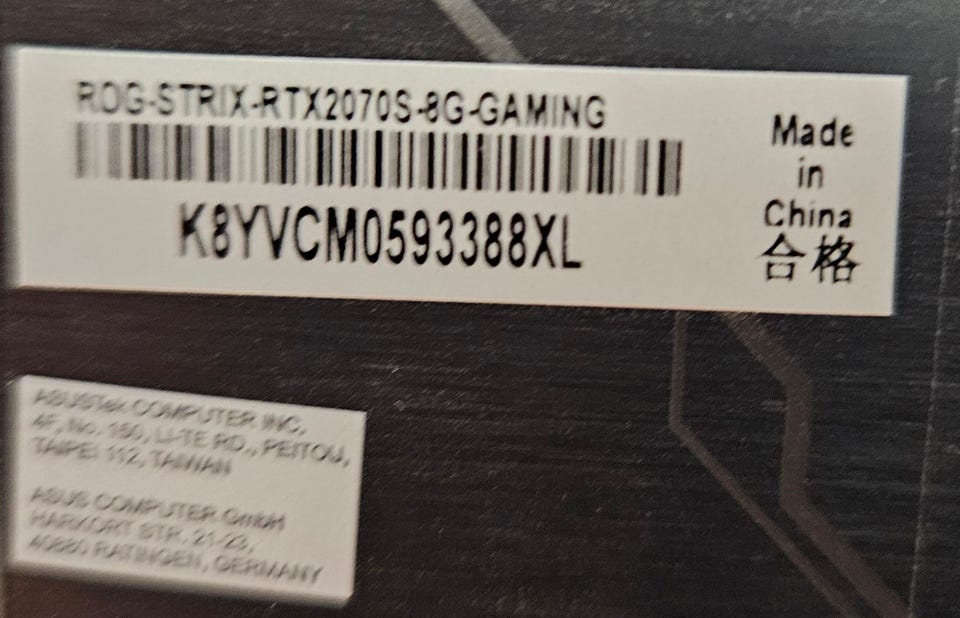 ROG-STRIX-RTX2070S-8G-GAMING
K8YVCM0593388XL
Made
in
China
合格
ASUSTek COMPUTER INC.
4F, No. 150, LI-TE RD., PEITOU,
TAIPEI 112, TAIWAN
ASUS COMPUTER GmbH
HARKORT STR. 21-23,
40880 RATINGEN, GERMANY